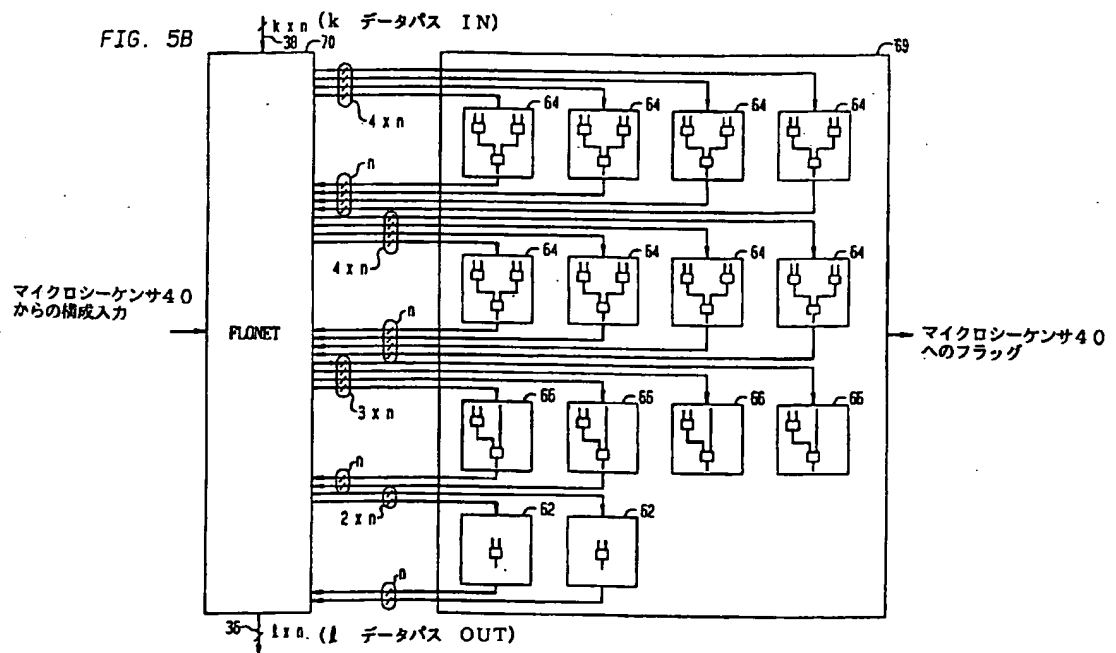 FIG. 5B
k x n (k データパス IN)
38
70
69
64
64
64
64
4 x n
n
4 x n
64
64
64
64
マイクロシーケンサ40
からの構成入力
FLONET
マイクロシーケンサ40
へのフラッグ
n
3 x n
66
66
66
66
n
2 x n
62
62
n
36
l x n. (l データパス OUT)